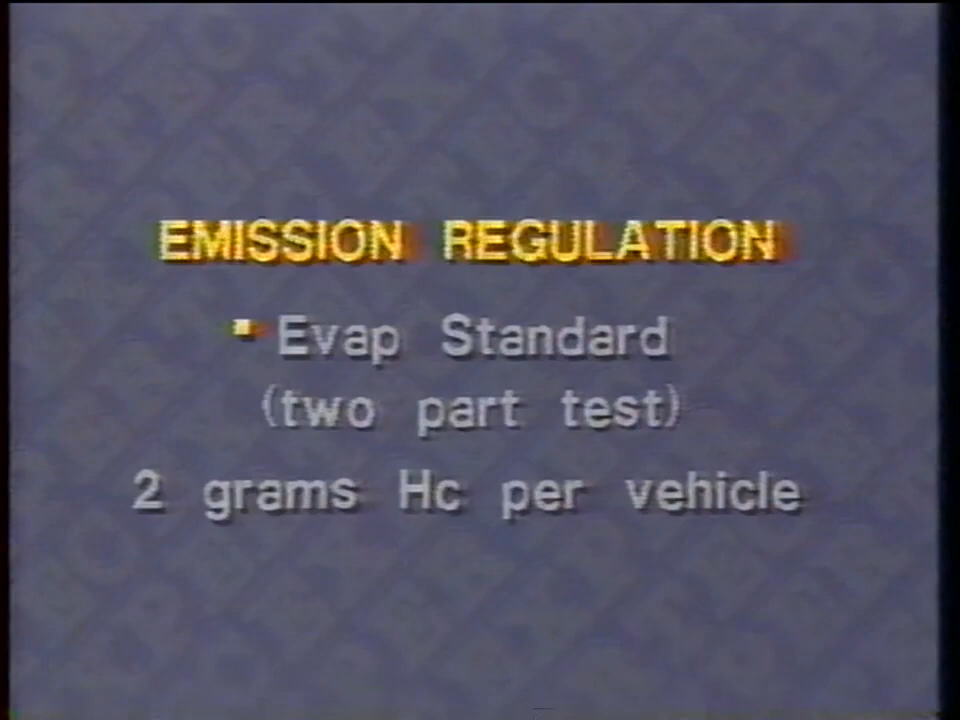 EMISSION REGULATION
▪ Evap Standard
(two part test)
2 grams Hc per vehicle